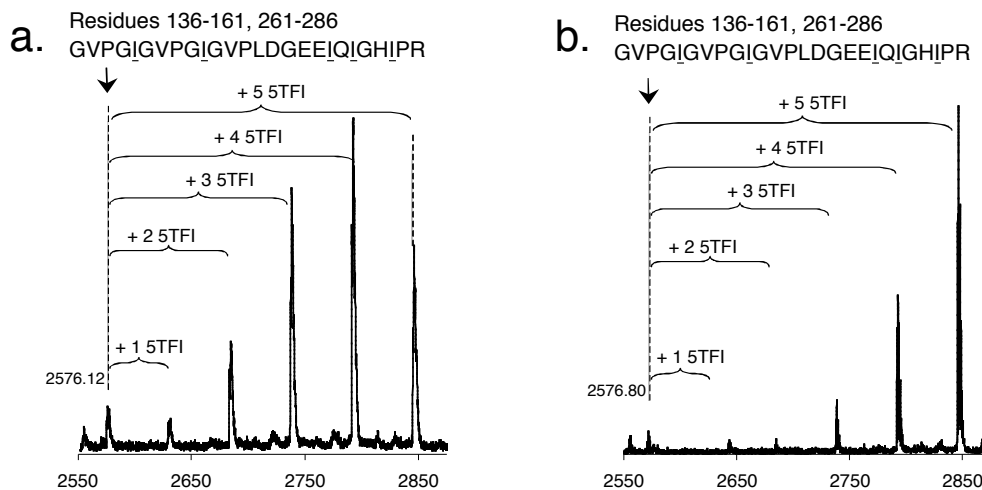 a.
Residues 136-161, 261-286
GVPGIGVPGIGVPLDGEEIQIGHIPR
+ 5 5TFI
+ 4 5TFI
+ 3 5TFI
+ 2 5TFI
+ 1 5TFI
2576.12
2550 2650 2750 2850
b.
Residues 136-161, 261-286
GVPGIGVPGIGVPLDGEEIQIGHIPR
+ 5 5TFI
+ 4 5TFI
+ 3 5TFI
+ 2 5TFI
+ 1 5TFI
2576.80
2550 2650 2750 2850